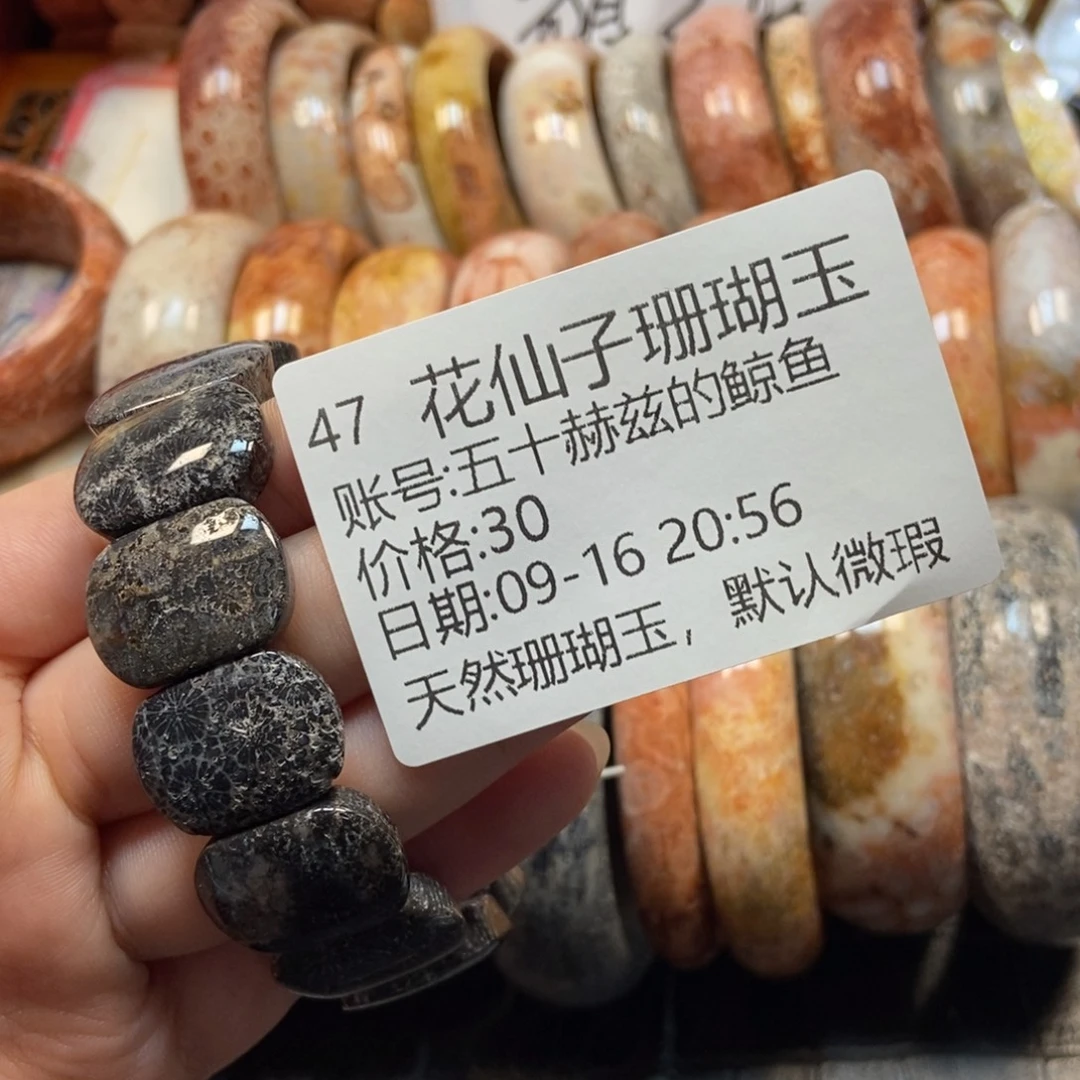 47 花仙子珊瑚玉
账号:五十赫兹的鲸鱼
价格:30
日期:09-16 20:56
天然珊瑚玉，默认微瑕